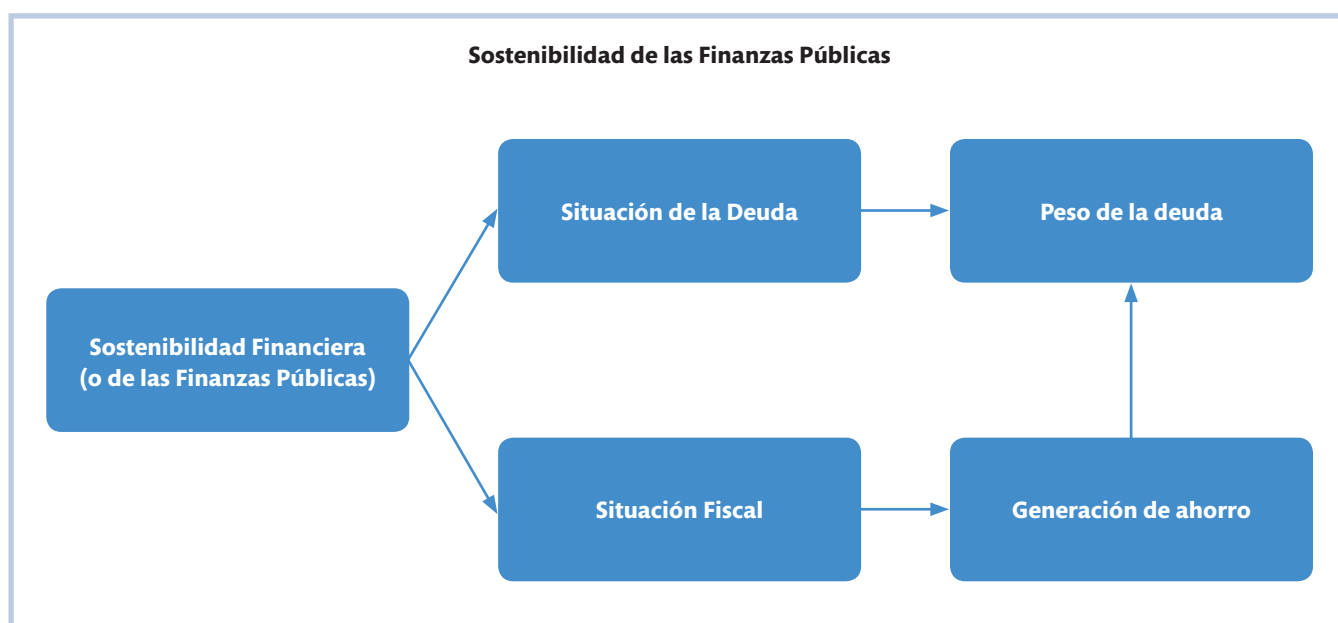 Sostenibilidad de las Finanzas Públicas
Situación de la Deuda
Peso de la deuda
Sostenibilidad Financiera
(o de las Finanzas Públicas)
Situación Fiscal
Generación de ahorro